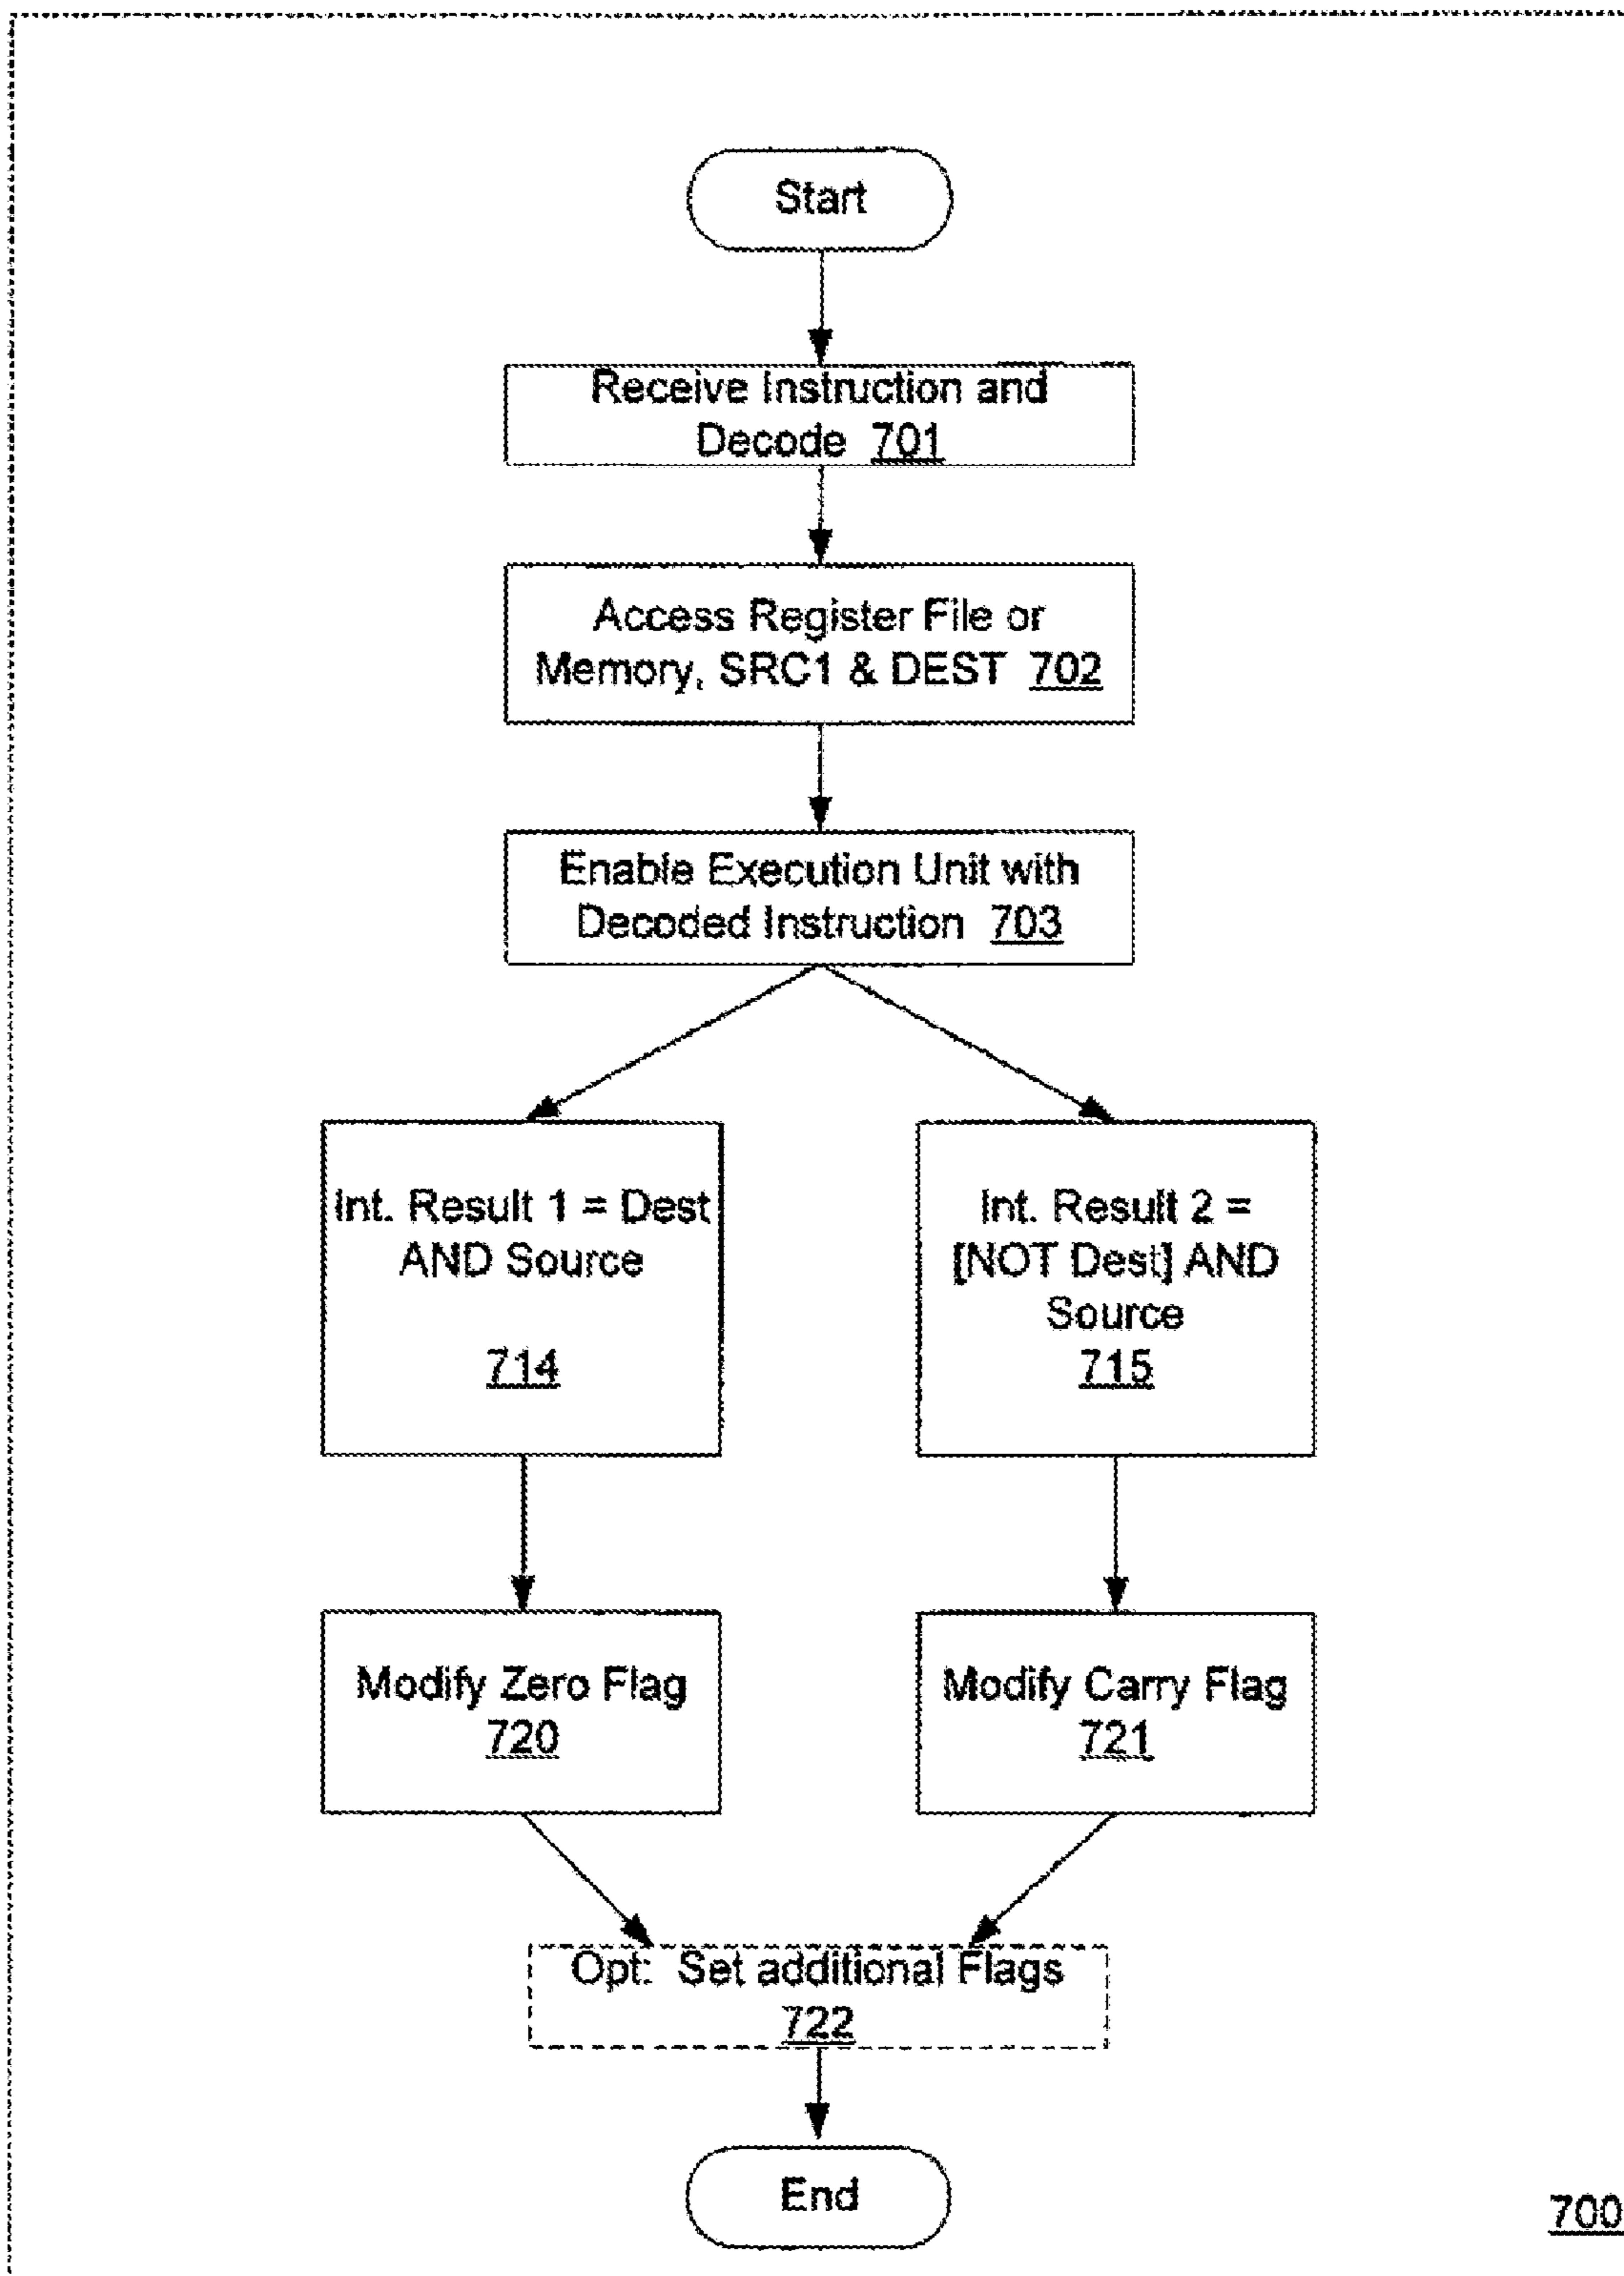 Start
Receive Instruction and
Decode 701
Access Register File or
Memory, SRC1 & DEST 702
Enable Execution Unit with
Decoded Instruction 703
Int. Result 1 = Dest
AND Source
714
Int. Result 2 =
[NOT Dest] AND
Source
715
Modify Zero Flag
720
Modify Carry Flag
721
Opt: Set additional Flags
722
End
700